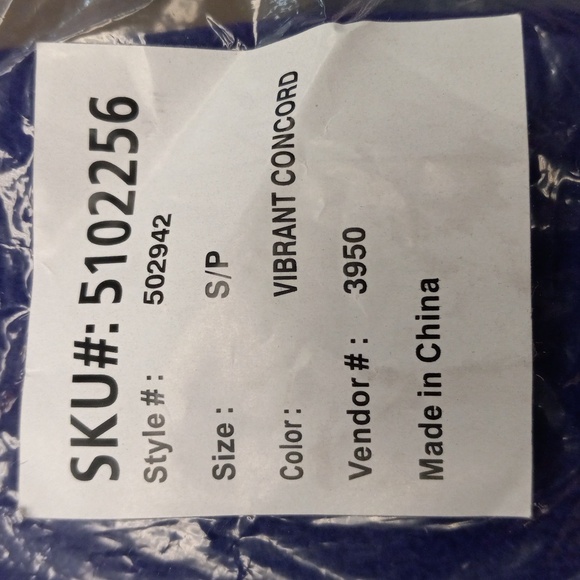 SKU#: 5102256
Style # : 502942
Size : S/P
Color : VIBRANT CONCORD
Vendor # : 3950
Made in China